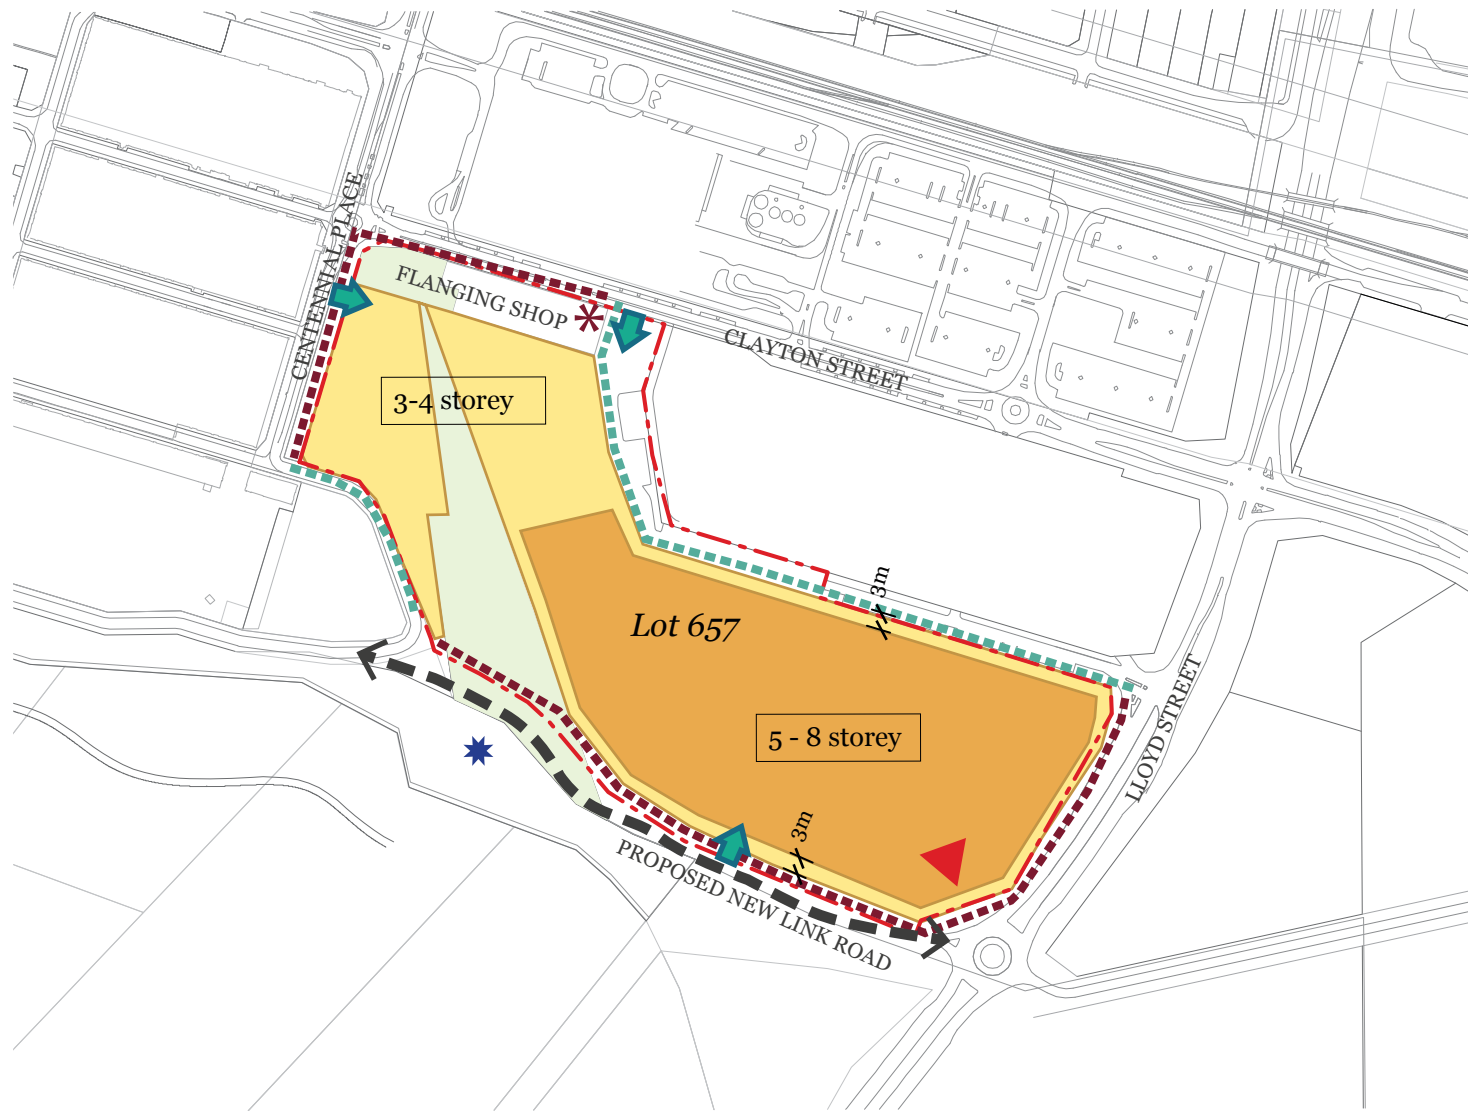 CENTENNIAL PLACE
FLANGING SHOP
CLAYTON STREET
3-4 storey
3m
Lot 657
LLOYD STREET
5 - 8 storey
3m
PROPOSED NEW LINK ROAD